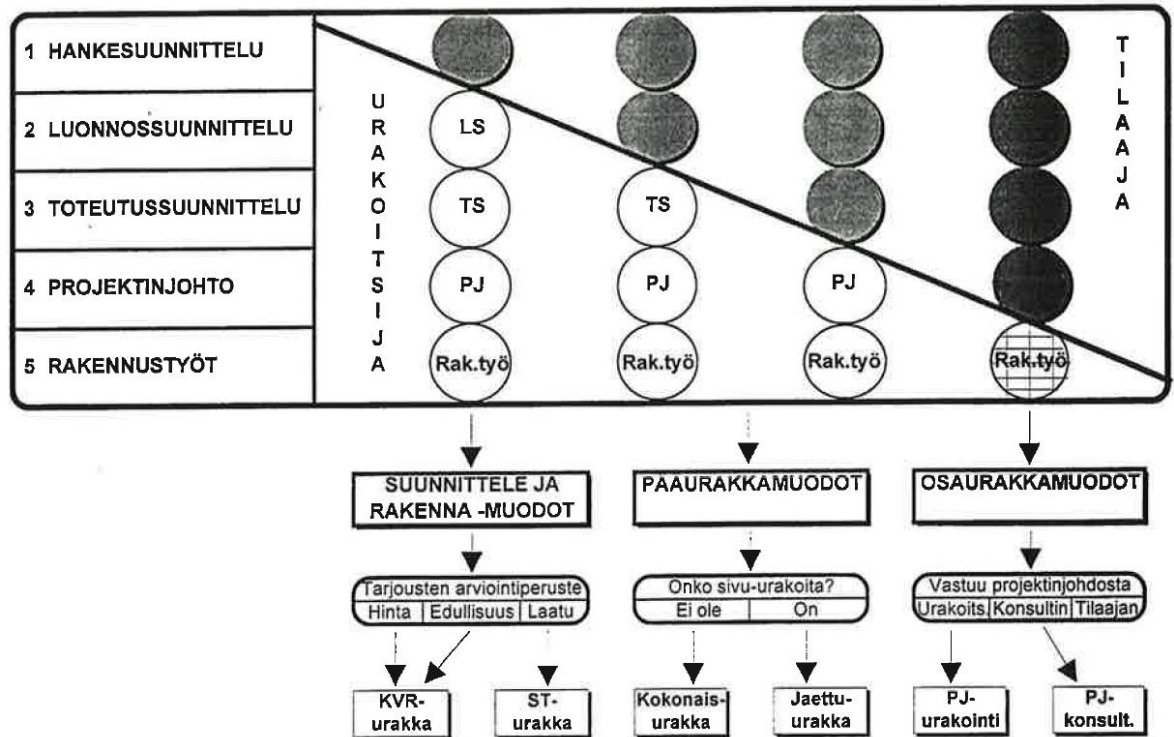 1 HANKESUUNNITTELU
2 LUONNOSSUUNNITTELU
3 TOTEUTUSSUUNNITTELU
4 PROJEKTINJOHTO
5 RAKENNUSTYÖT
URAKOITSIJA
TILAAJA
LS
TS TS
PJ PJ PJ
Rak.työ Rak.työ Rak.työ Rak.työ
SUUNNITTELE JA
RAKENNA -MUODOT
PAAURAKKAMUODOT
OSAURAKKAMUODOT
Tarjousten arviointiperuste
Hinta Edullisuus Laatu
Onko sivu-urakoita?
Ei ole On
Vastuu projektinjohdosta
Urakoits. Konsultin Tilaajan
KVR-
urakka
ST-
urakka
Kokonais-
urakka
Jaettu-
urakka
PJ-
urakointi
PJ-
konsult.